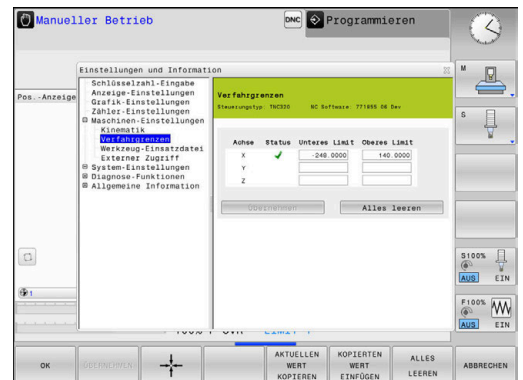 Manueller Betrieb
DNC
Programmieren
Einstellungen und Information
Pos.-Anzeige
Schlüsselzahl-Eingabe
Anzeige-Einstellungen
Grafik-Einstellungen
Zähler-Einstellungen
Maschinen-Einstellungen
Kinematik
Verfahrgrenzen
Werkzeug-Einsatzdatei
Externer Zugriff
System-Einstellungen
Diagnose-Funktionen
Allgemeine Information
Verfahrgrenzen
Steuerungstyp: TNC320 NC Software: 771855 06 Dev
Achse Status Unteres Limit Oberes Limit
X -240.0000 140.0000
Y
Z
Übernehmen Alles leeren
M
S
S100%
AUS EIN
F100%
AUS EIN
1
OK
ÜBERNEHMEN
AKTUELLEN WERT KOPIEREN
KOPIERTEN WERT EINFÜGEN
ALLES LEEREN
ABBRECHEN